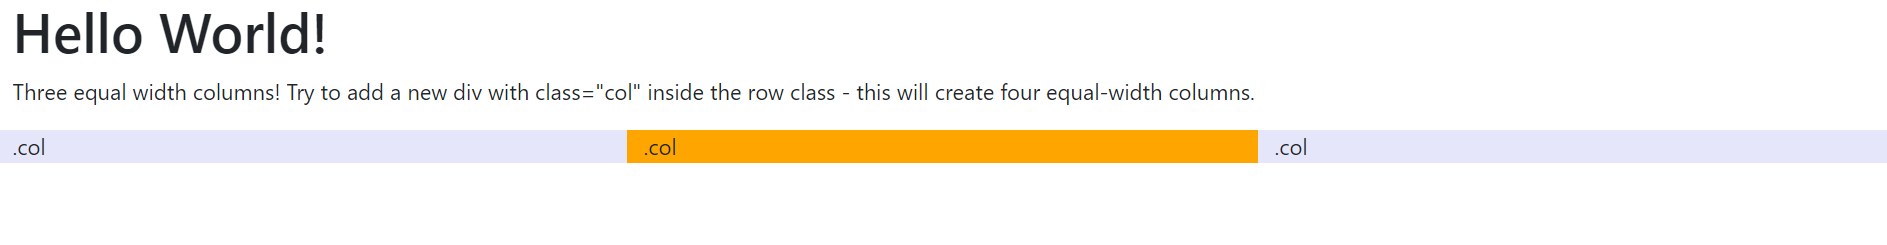 Hello World!
Three equal width columns! Try to add a new div with class="col" inside the row class - this will create four equal-width columns.
.col .col .col